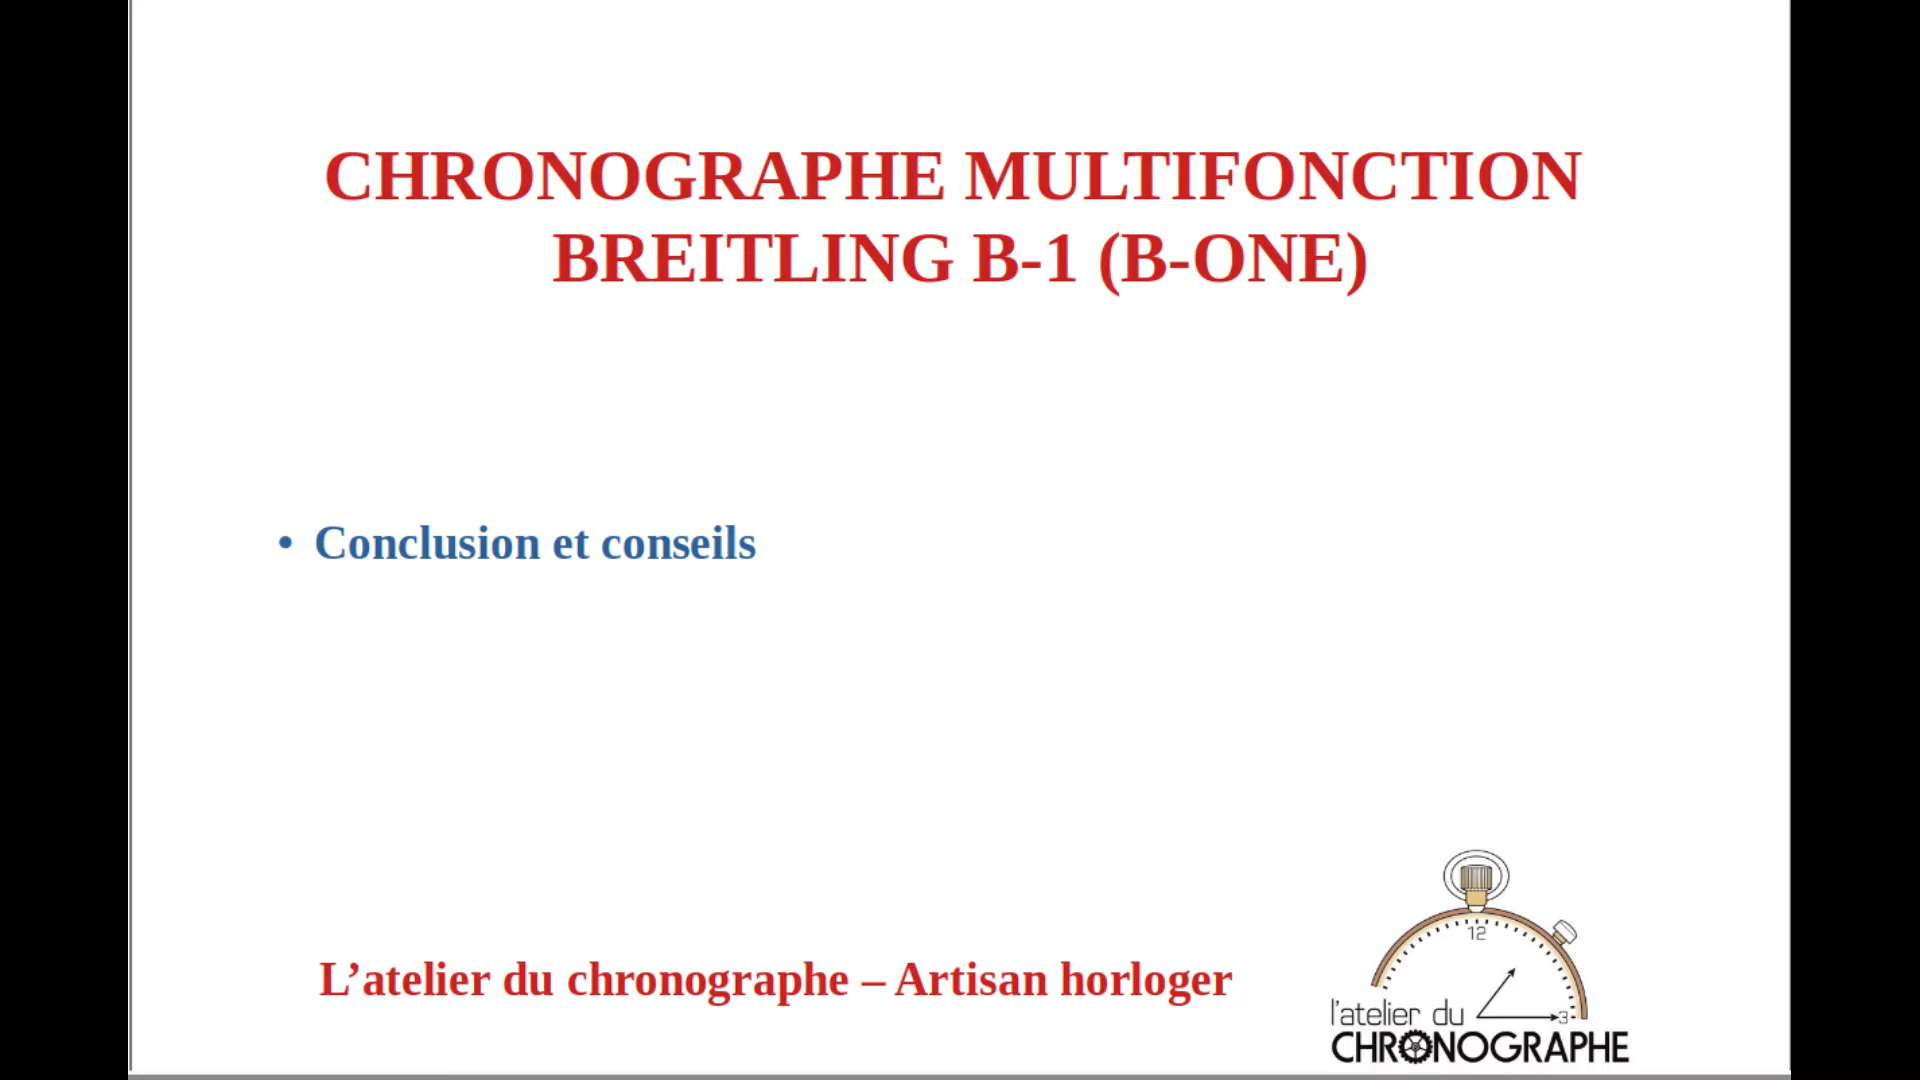 CHRONOGRAPHE MULTIFONCTION
BREITLING B-1 (B-ONE)
• Conclusion et conseils
L’atelier du chronographe – Artisan horloger
12
3
l'atelier du
CHRONOGRAPHE